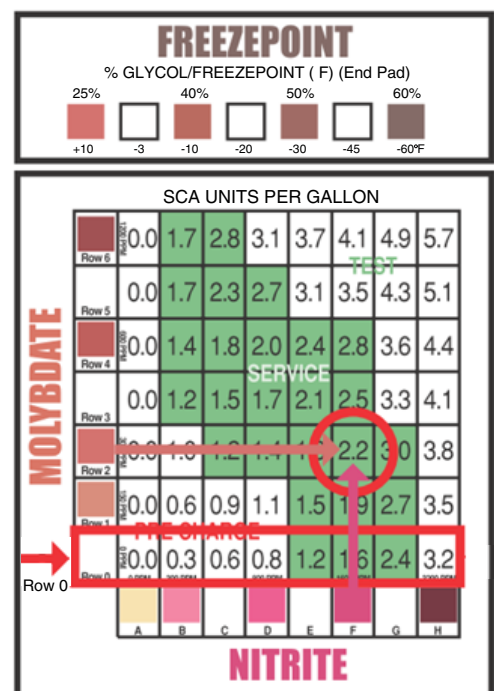 FREEZEPOINT
% GLYCOL/FREEZEPOINT ( F) (End Pad)
25% 40% 50% 60%
+10 -3 -10 -20 -30 -45 -60°F
SCA UNITS PER GALLON
MOLYBDATE
Row 6 1200 PPM 0.0 1.7 2.8 3.1 3.7 4.1 4.9 5.7
TEST
Row 5 0.0 1.7 2.3 2.7 3.1 3.5 4.3 5.1
Row 4 0.0 1.4 1.8 2.0 2.4 2.8 3.6 4.4
SERVICE
Row 3 0.0 1.2 1.5 1.7 2.1 2.5 3.3 4.1
Row 2 2.2 3.0 3.8
Row 1 0.0 0.6 0.9 1.1 1.5 1.9 2.7 3.5
PRE CHARGE
Row 0 0.0 0.3 0.6 0.8 1.2 1.6 2.4 3.2
Row 0
A B C D E F G H
NITRITE